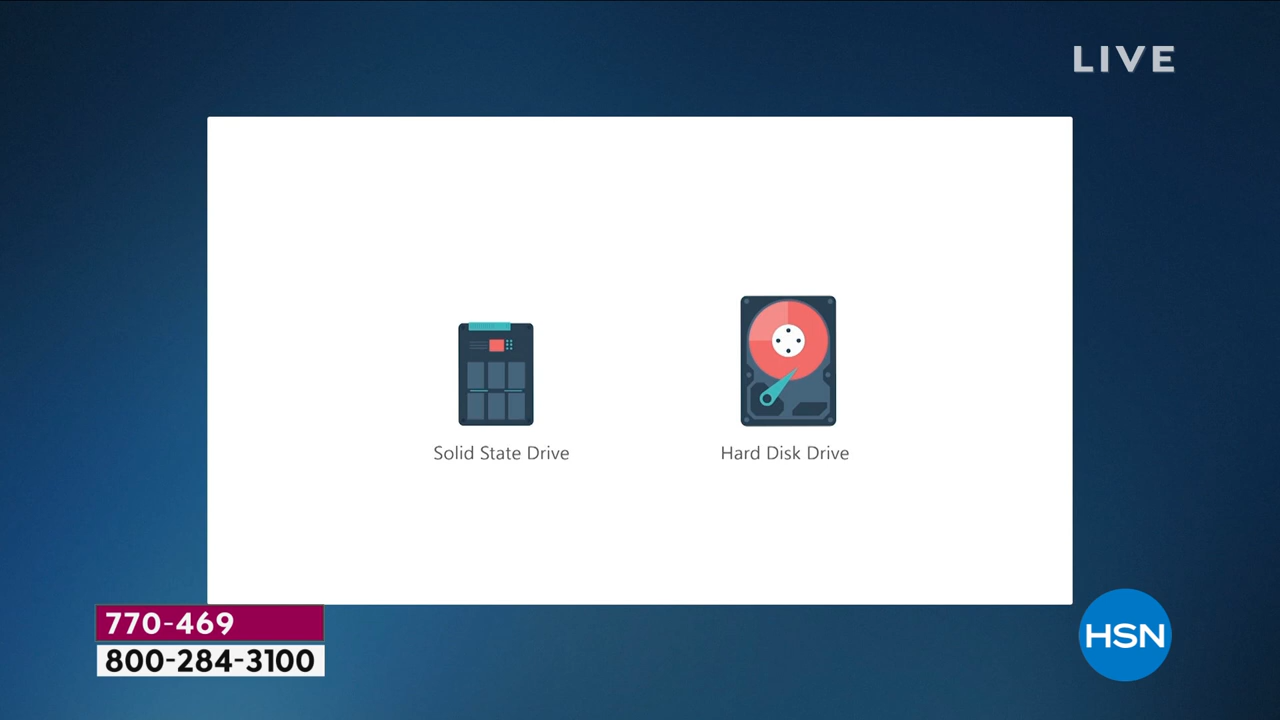 LIVE
Solid State Drive
Hard Disk Drive
770-469
800-284-3100
HSN